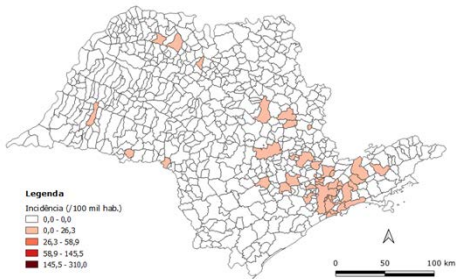 Legenda
Incidência (/100 mil hab.)
0,0 - 0,0
0,0 - 26,3
26,3 - 58,9
58,9 - 145,5
145,5 - 310,0
0 50 100 km